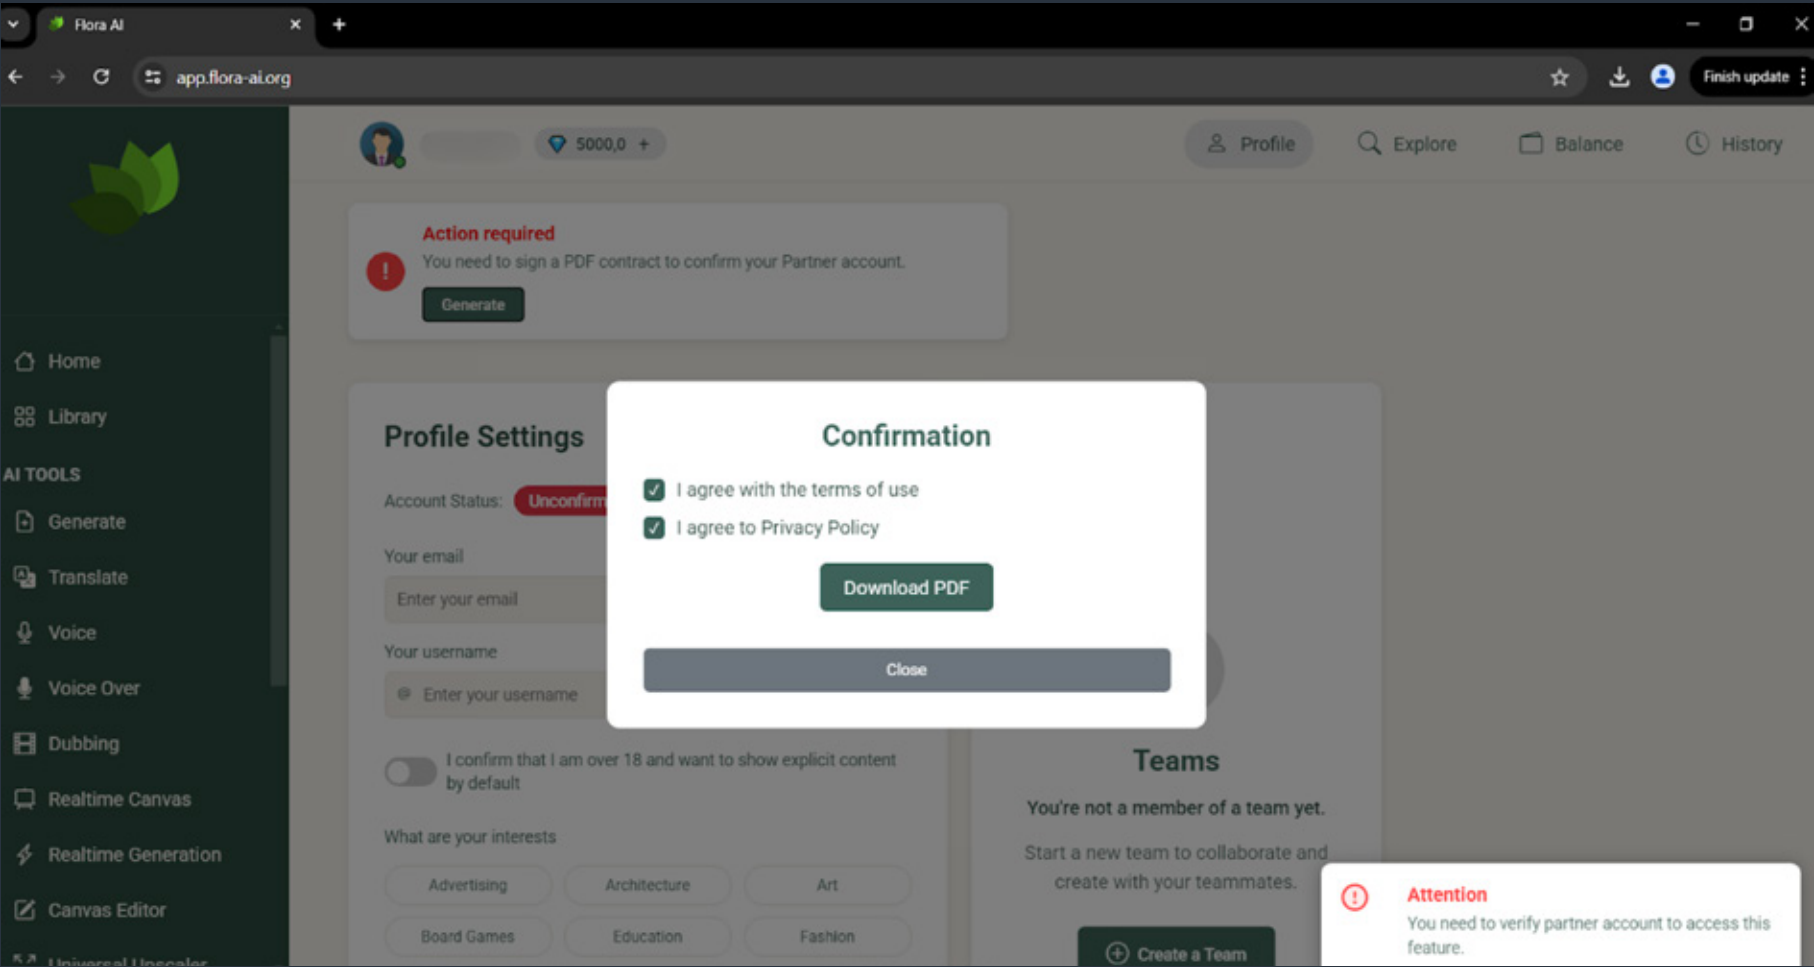 Flora AI
app.flora-ai.org
Finish update
5000,0 +
Profile
Explore
Balance
History
Action required
You need to sign a PDF contract to confirm your Partner account.
Generate
Home
Library
AI TOOLS
Generate
Translate
Voice
Voice Over
Dubbing
Realtime Canvas
Realtime Generation
Canvas Editor
Universal Upscaler
Profile Settings
Account Status: Unconfirm
Your email
Enter your email
Your username
@ Enter your username
I confirm that I am over 18 and want to show explicit content
by default
What are your interests
Advertising
Architecture
Art
Board Games
Education
Fashion
Confirmation
I agree with the terms of use
I agree to Privacy Policy
Download PDF
Close
Teams
You're not a member of a team yet.
Start a new team to collaborate and
create with your teammates.
Create a Team
Attention
You need to verify partner account to access this
feature.